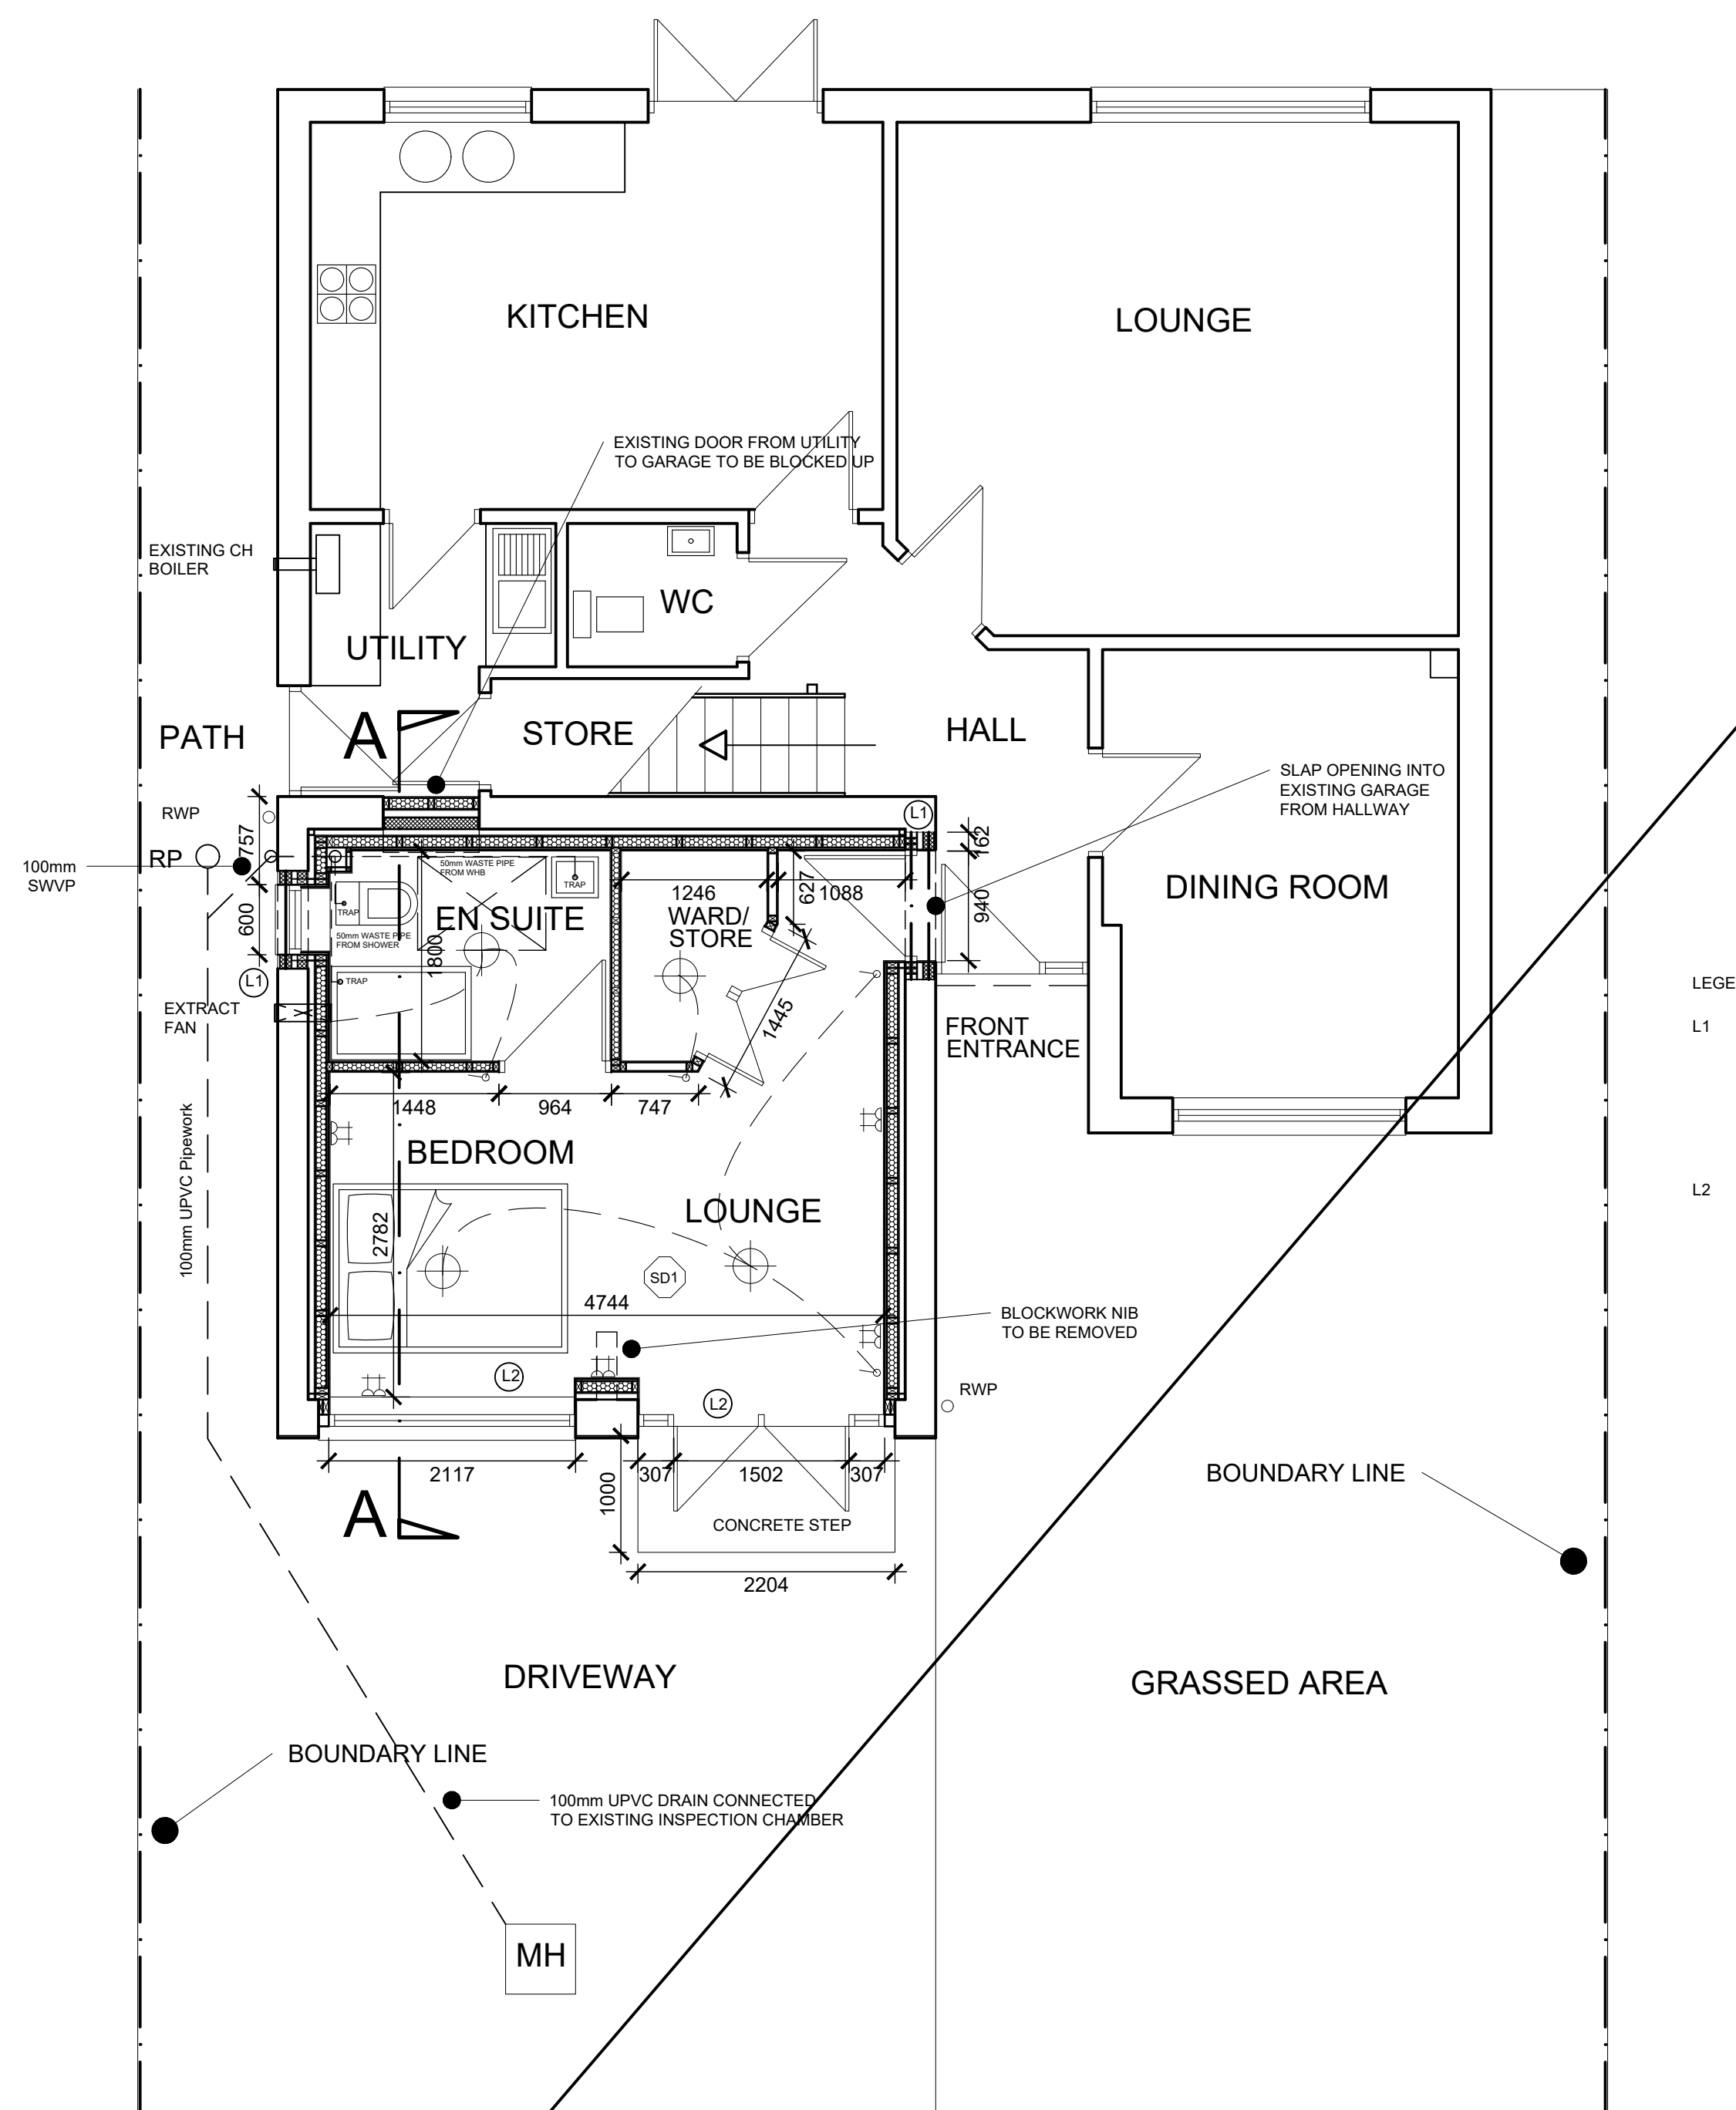 KITCHEN
LOUNGE
EXISTING DOOR FROM UTILITY
TO GARAGE TO BE BLOCKED UP
EXISTING CH
BOILER
WC
UTILITY
PATH
A
STORE
HALL
SLAP OPENING INTO
EXISTING GARAGE
FROM HALLWAY
RWP
757
L1
162
RP
100mm
SWVP
50mm WASTE PIPE
FROM WHB
TRAP
1246
627
1088
DINING ROOM
600
TRAP
EN SUITE
WARD/
STORE
940
50mm WASTE PIPE
FROM SHOWER
1800
L1
TRAP
LEGE
EXTRACT
FAN
1445
FRONT
ENTRANCE
L1
1448
964
747
100mm UPVC Pipework
BEDROOM
LOUNGE
L2
2782
SD1
4744
BLOCKWORK NIB
TO BE REMOVED
L2
L2
RWP
2117
307
1502
307
BOUNDARY LINE
1000
A
CONCRETE STEP
2204
DRIVEWAY
GRASSED AREA
BOUNDARY LINE
100mm UPVC DRAIN CONNECTED
TO EXISTING INSPECTION CHAMBER
MH